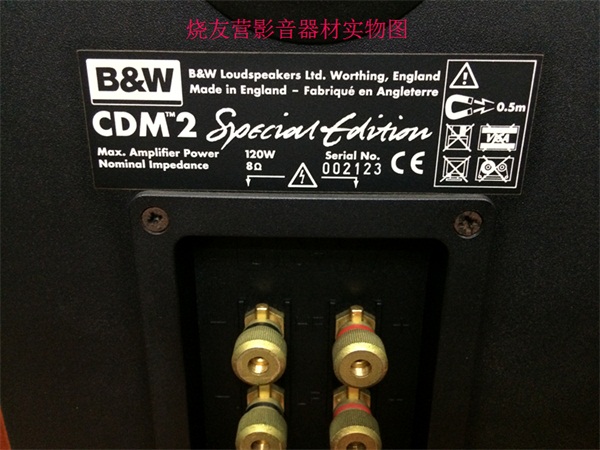 烧友营影音器材实物图
B&W
B&W Loudspeakers Ltd. Worthing, England
Made in England – Fabriqué en Angleterre
CDM™2 Special Edition
Max. Amplifier Power 120W Serial No.
Nominal Impedance 8Ω 002123 CE
0.5m
VISA